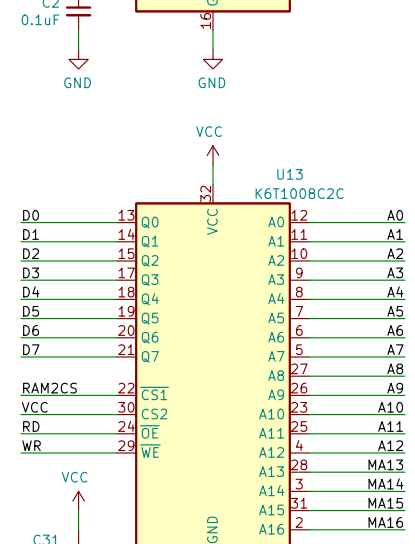 C2
0.1uF
16
GND
GND
VCC
U13
K6T1008C2C
32
VCC
D0 13 Q0 A0 12 A0
D1 14 Q1 A1 11 A1
D2 15 Q2 A2 10 A2
D3 17 Q3 A3 9 A3
D4 18 Q4 A4 8 A4
D5 19 Q5 A5 7 A5
D6 20 Q6 A6 6 A6
D7 21 Q7 A7 5 A7
A8 27 A8
RAM2CS 22 CS1 A9 26 A9
VCC 30 CS2 A10 23 A10
RD 24 OE A11 25 A11
WR 29 WE A12 4 A12
A13 28 MA13
VCC
A14 3 MA14
A15 31 MA15
A16 2 MA16
GND
C31